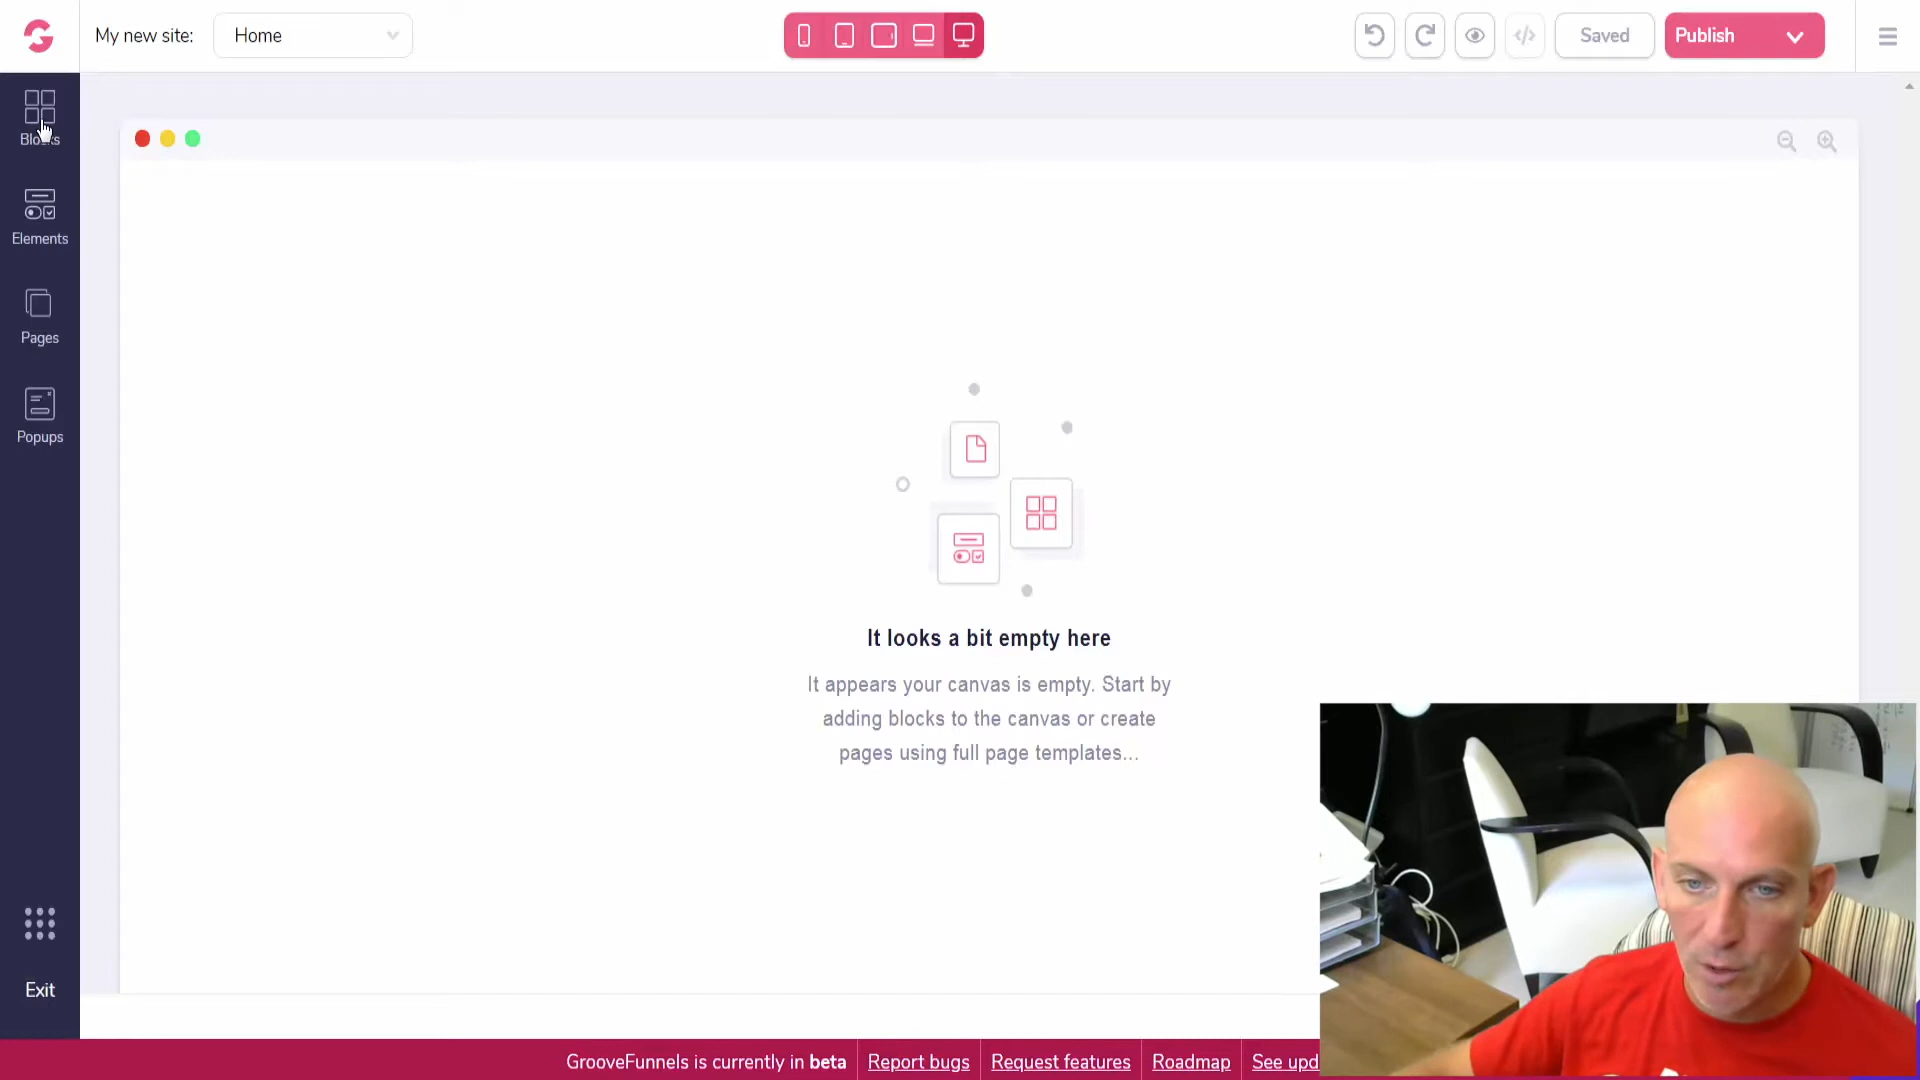 My new site:
Home
Saved
Publish
Blocks
Elements
Pages
Popups
It looks a bit empty here
It appears your canvas is empty. Start by
adding blocks to the canvas or create
pages using full page templates...
Exit
GrooveFunnels is currently in beta
Report bugs
Request features
Roadmap
See upd